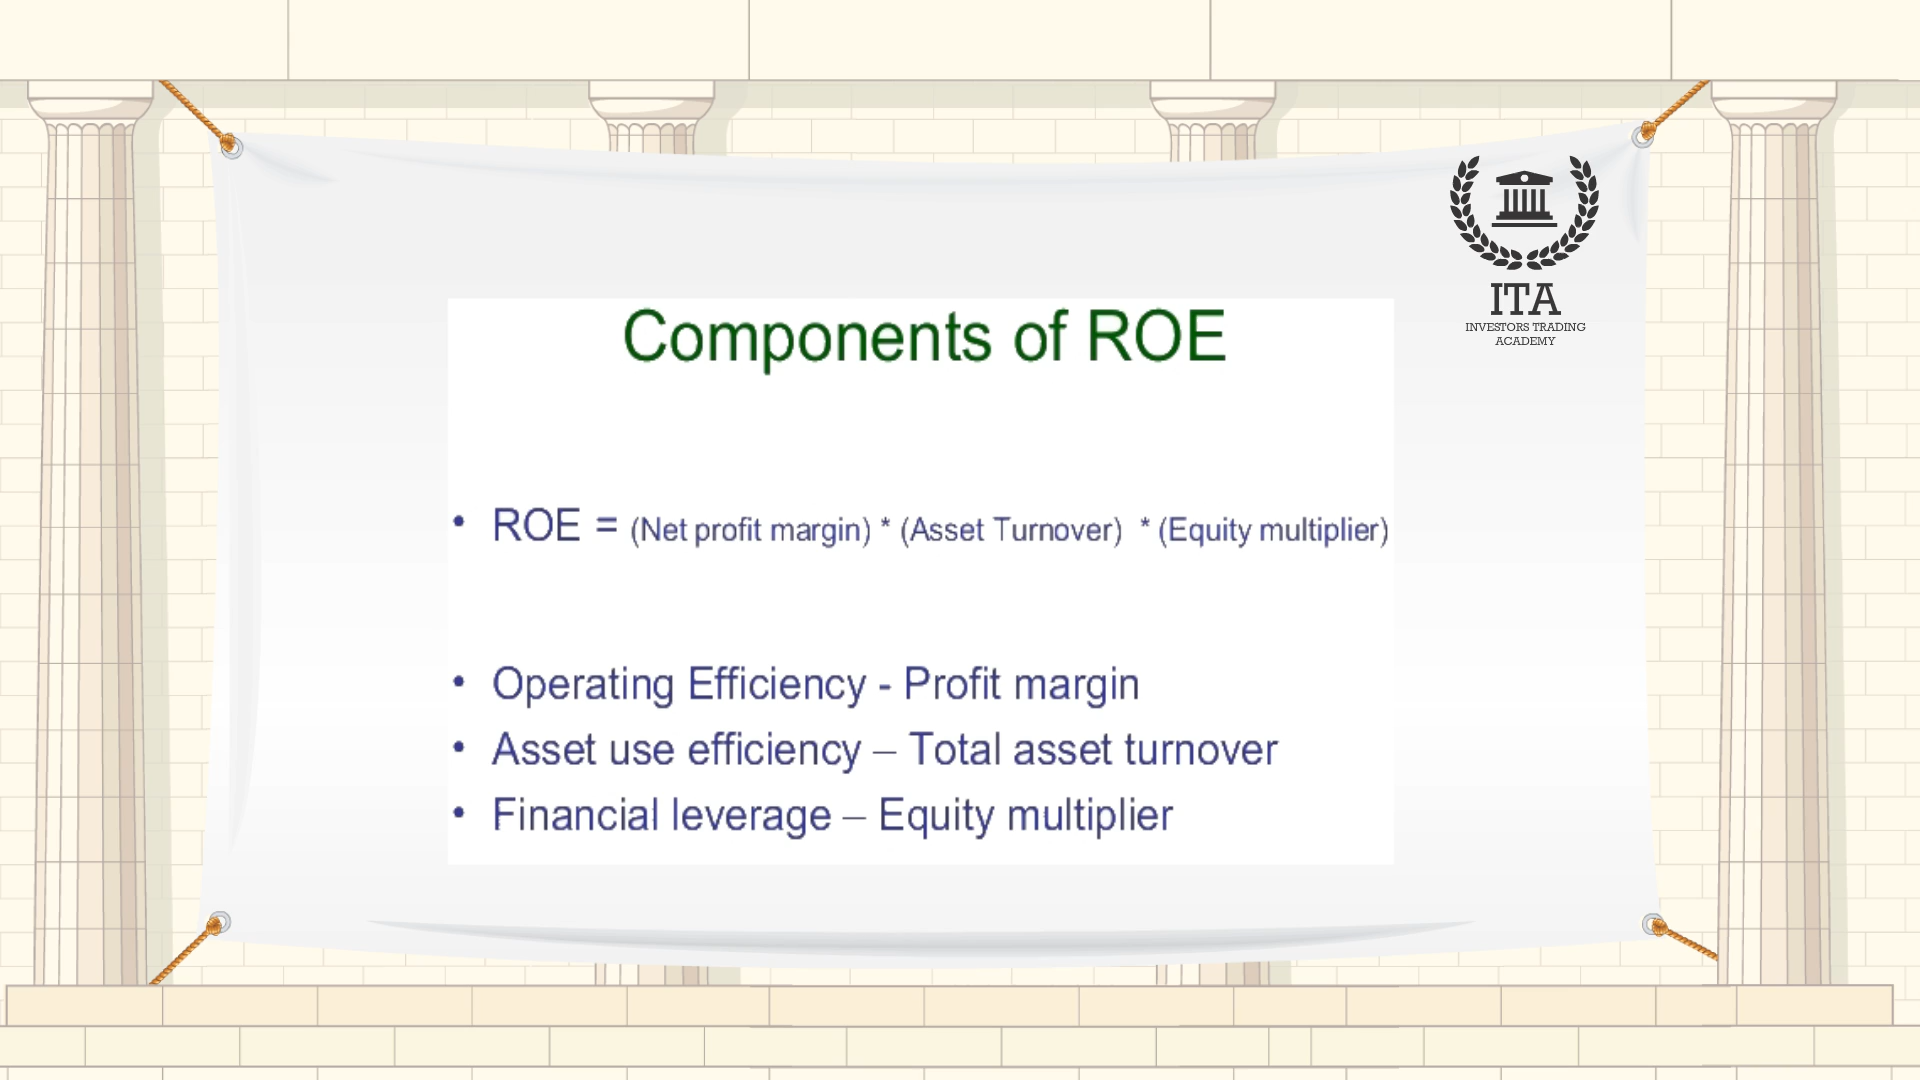 ITA
INVESTORS TRADING
ACADEMY
Components of ROE
• ROE = (Net profit margin) * (Asset Turnover) * (Equity multiplier)
• Operating Efficiency - Profit margin
• Asset use efficiency – Total asset turnover
• Financial leverage – Equity multiplier